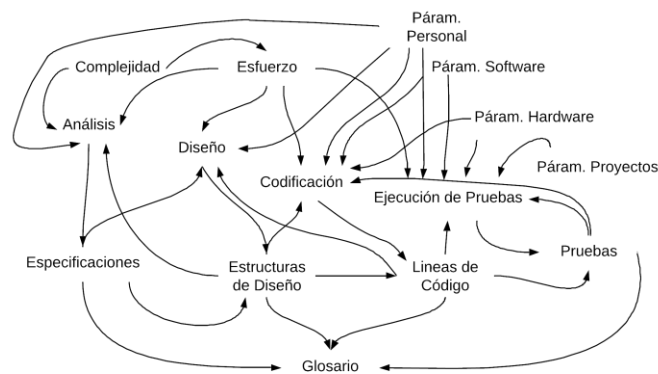 Páram.
Personal
Complejidad
Esfuerzo
Páram. Software
Análisis
Páram. Hardware
Diseño
Páram. Proyectos
Codificación
Ejecución de Pruebas
Pruebas
Especificaciones
Estructuras
de Diseño
Lineas de
Código
Glosario